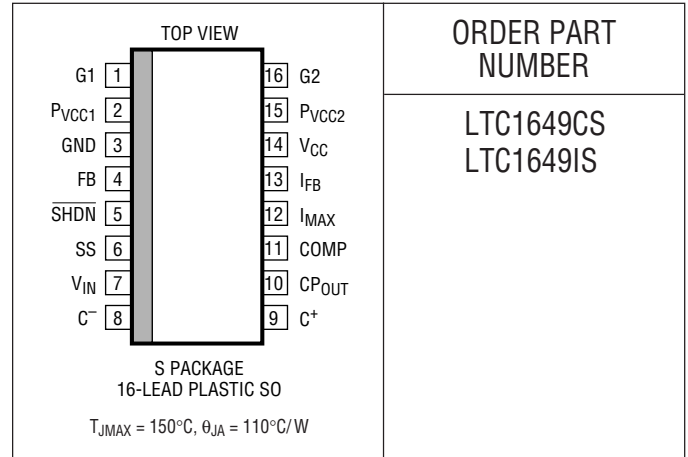 TOP VIEW
G1 1
16 G2
PVCC1 2
15 PVCC2
GND 3
14 VCC
FB 4
13 IFB
SHDN 5
12 IMAX
SS 6
11 COMP
VIN 7
10 CPOUT
C– 8
9 C+
S PACKAGE
16-LEAD PLASTIC SO
TJMAX = 150°C, θJA = 110°C/W
ORDER PART
NUMBER
LTC1649CS
LTC1649IS